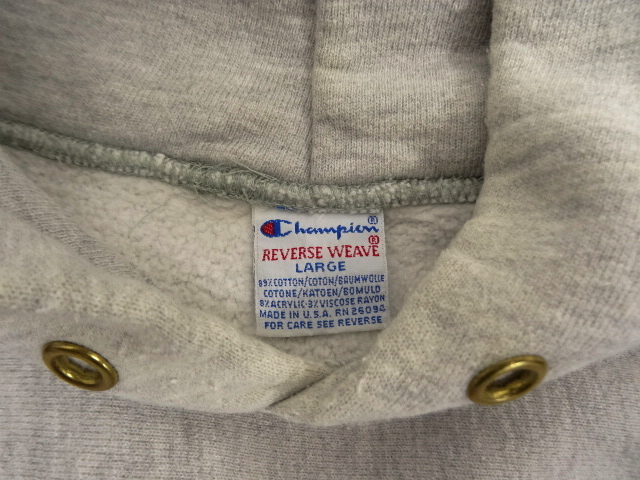 Champion®
REVERSE WEAVE®
LARGE
89% COTTON/COTON/BAUMWOLLE
COTONE/KATOEN/BOMULD
8% ACRYLIC-3% VISCOSE RAYON
MADE IN U.S.A. RN 26094
FOR CARE SEE REVERSE